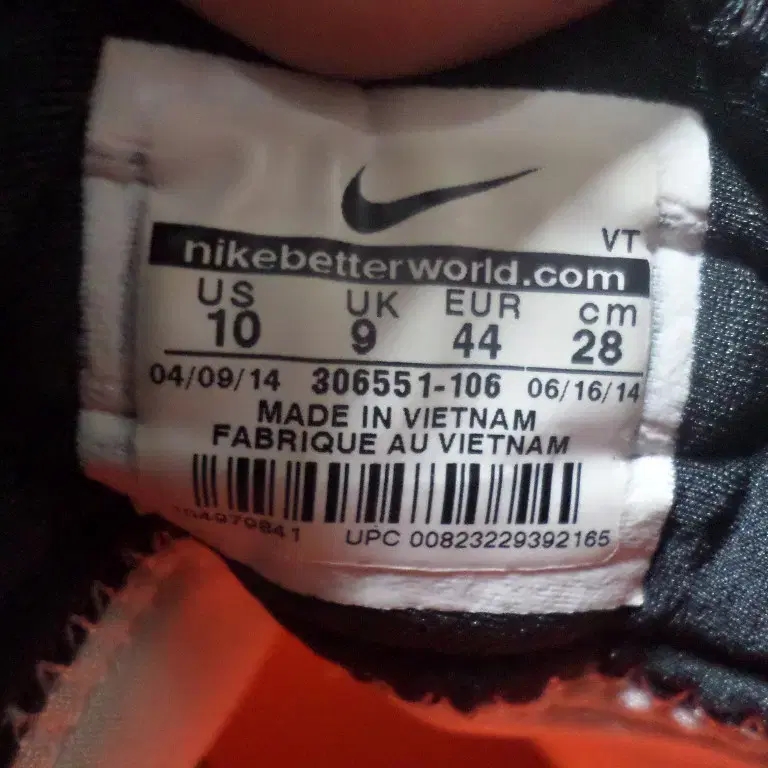 VT
nikebetterworld.com
US UK EUR cm
10 9 44 28
04/09/14 306551-106 06/16/14
MADE IN VIETNAM
FABRIQUE AU VIETNAM
UPC 00823229392165